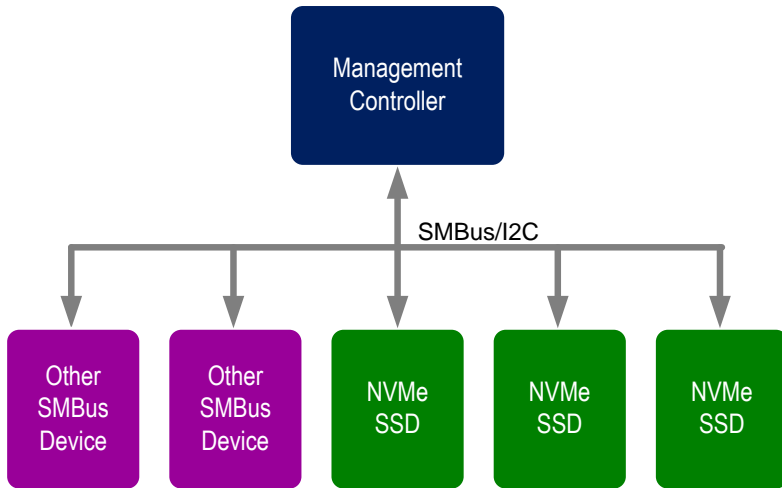 Management
Controller
SMBus/I2C
Other
SMBus
Device
Other
SMBus
Device
NVMe
SSD
NVMe
SSD
NVMe
SSD